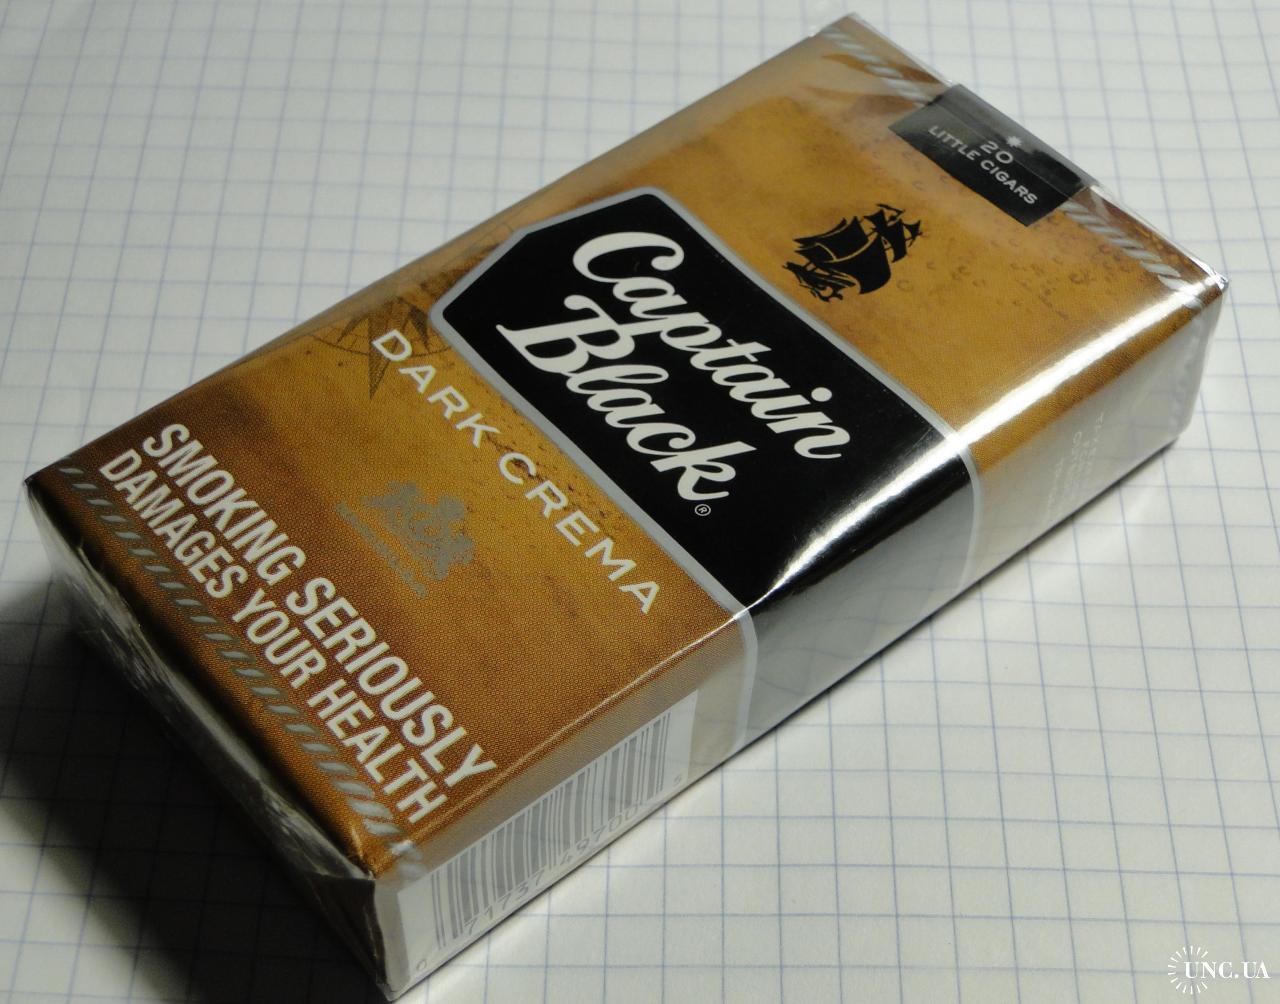 20
LITTLE CIGARS
Captain
Black®
DARK CREMA
SMOKING SERIOUSLY
DAMAGES YOUR HEALTH
UNC.UA